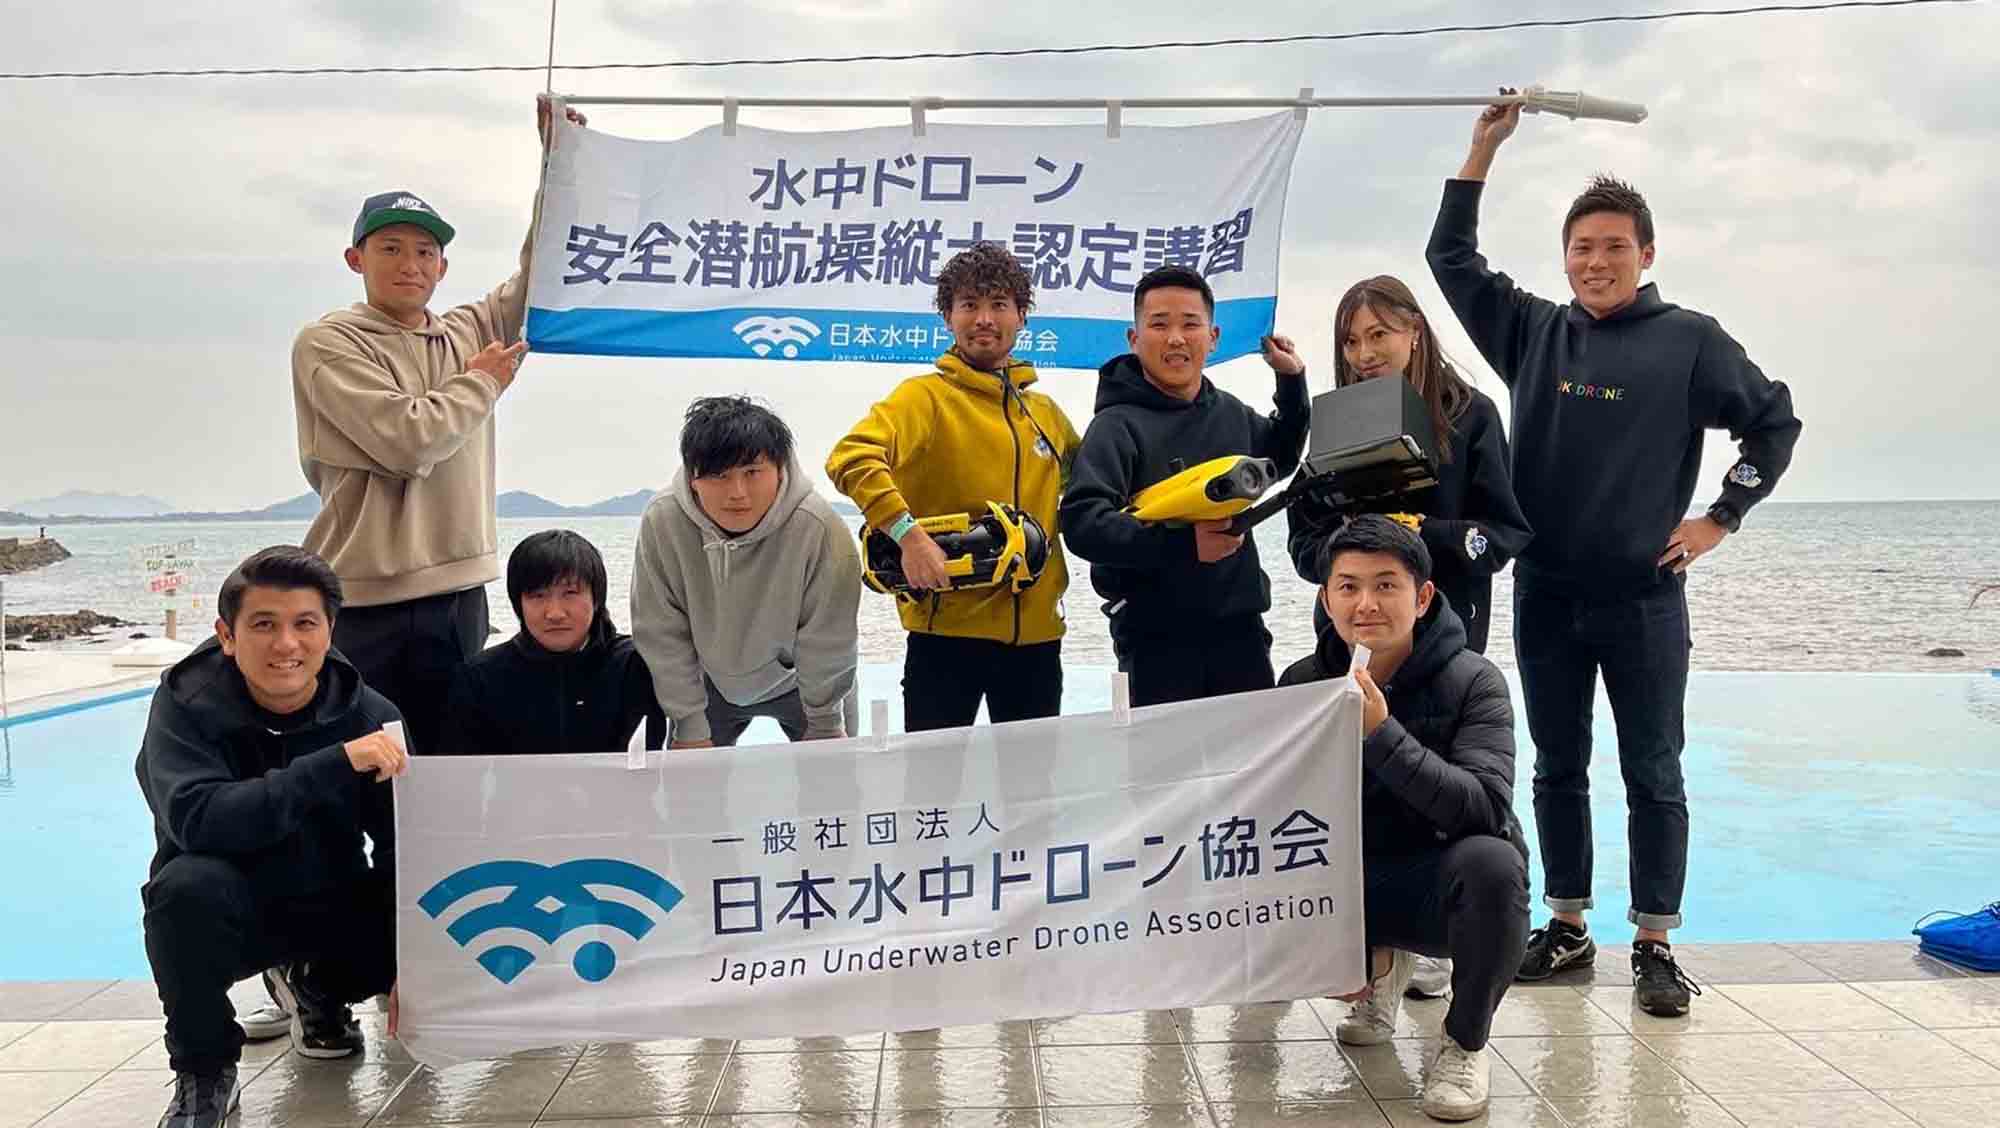 水中ドローン
安全潜航操縦士認定講習
日本水中ドローン協会
Japan Underwater
NIKE
DRONE
一般社団法人
日本水中ドローン協会
Japan Underwater Drone Association